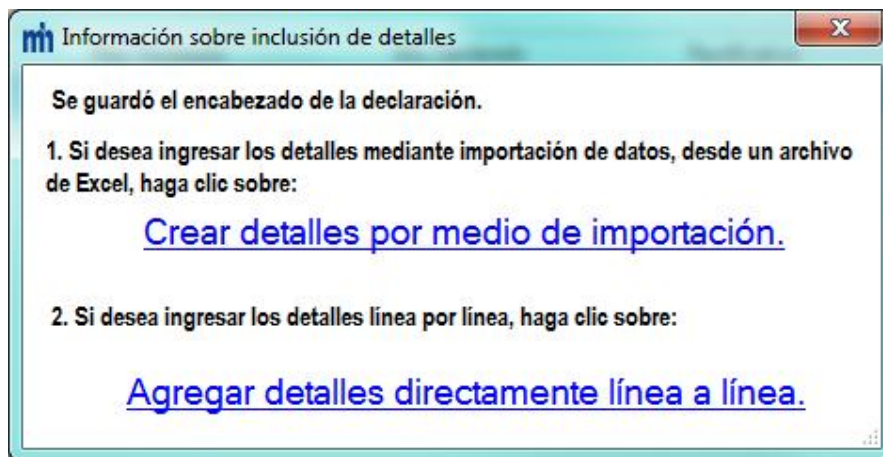 mh Información sobre inclusión de detalles
Se guardó el encabezado de la declaración.
1. Si desea ingresar los detalles mediante importación de datos, desde un archivo
de Excel, haga clic sobre:
Crear detalles por medio de importación.
2. Si desea ingresar los detalles línea por línea, haga clic sobre:
Agregar detalles directamente línea a línea.